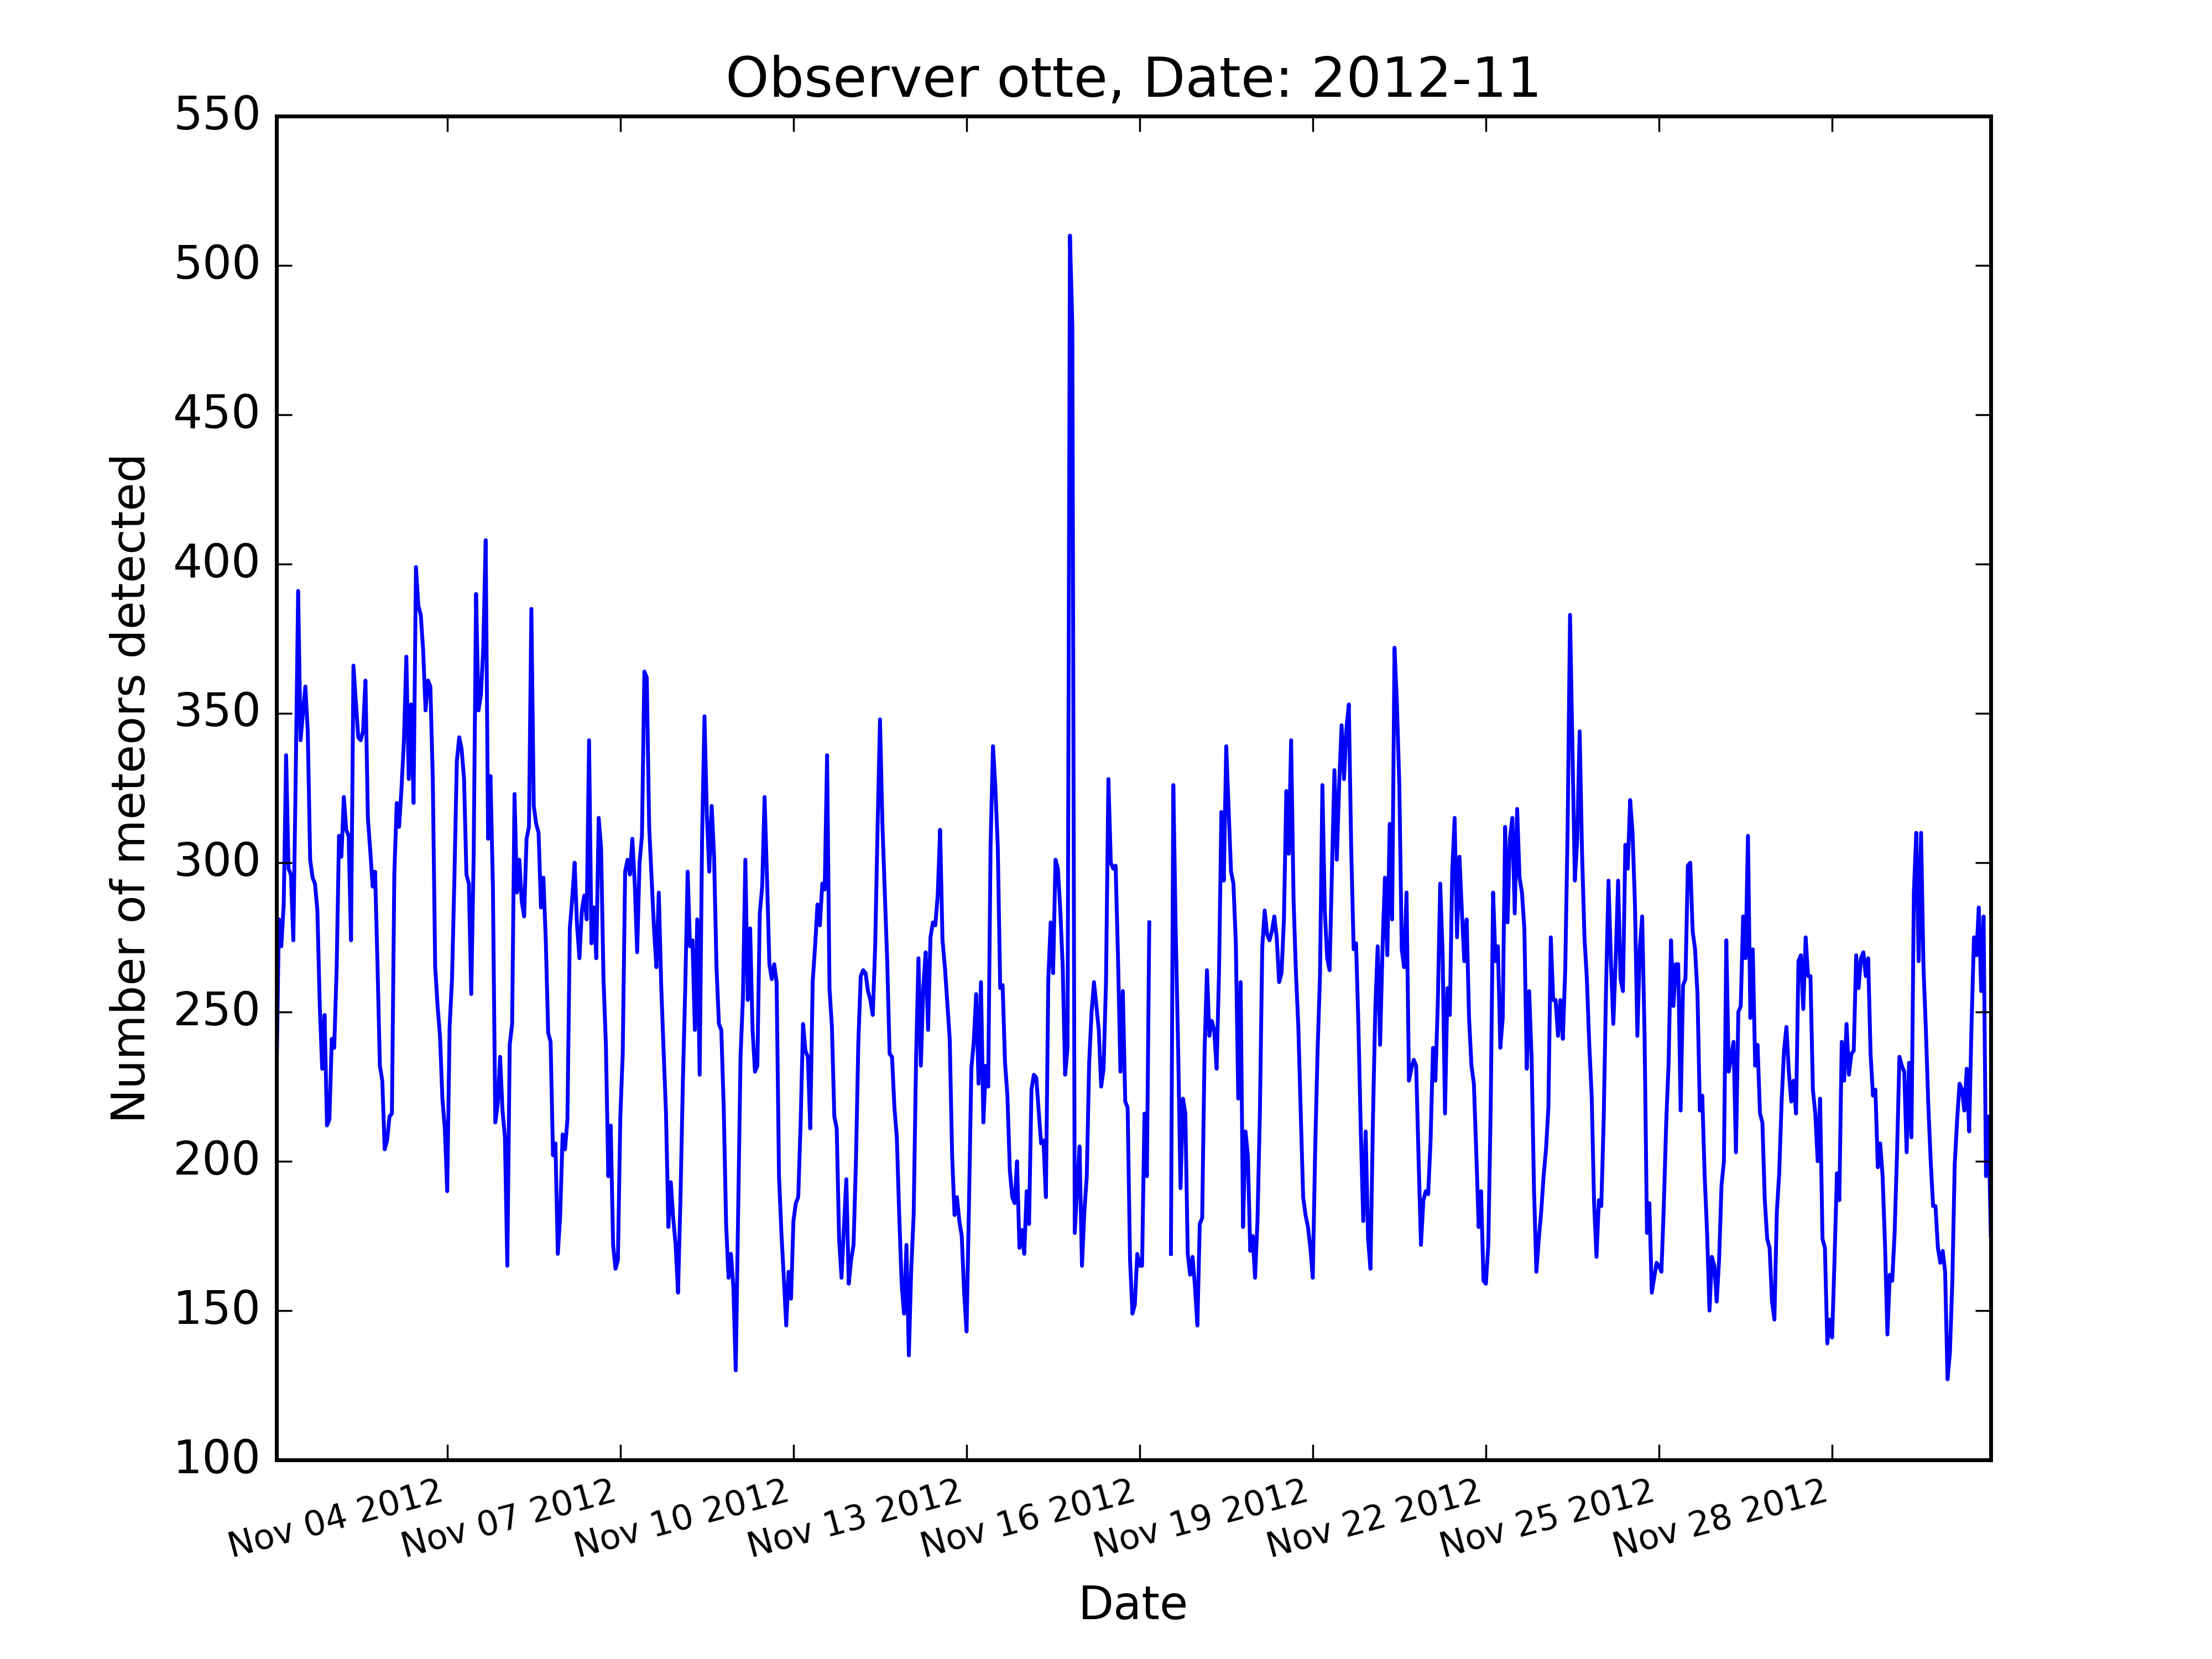 Observer otte, Date: 2012-11
550
500
450
400
350
300
250
200
150
100
Number of meteors detected
Nov 04 2012
Nov 07 2012
Nov 10 2012
Nov 13 2012
Nov 16 2012
Nov 19 2012
Nov 22 2012
Nov 25 2012
Nov 28 2012
Date